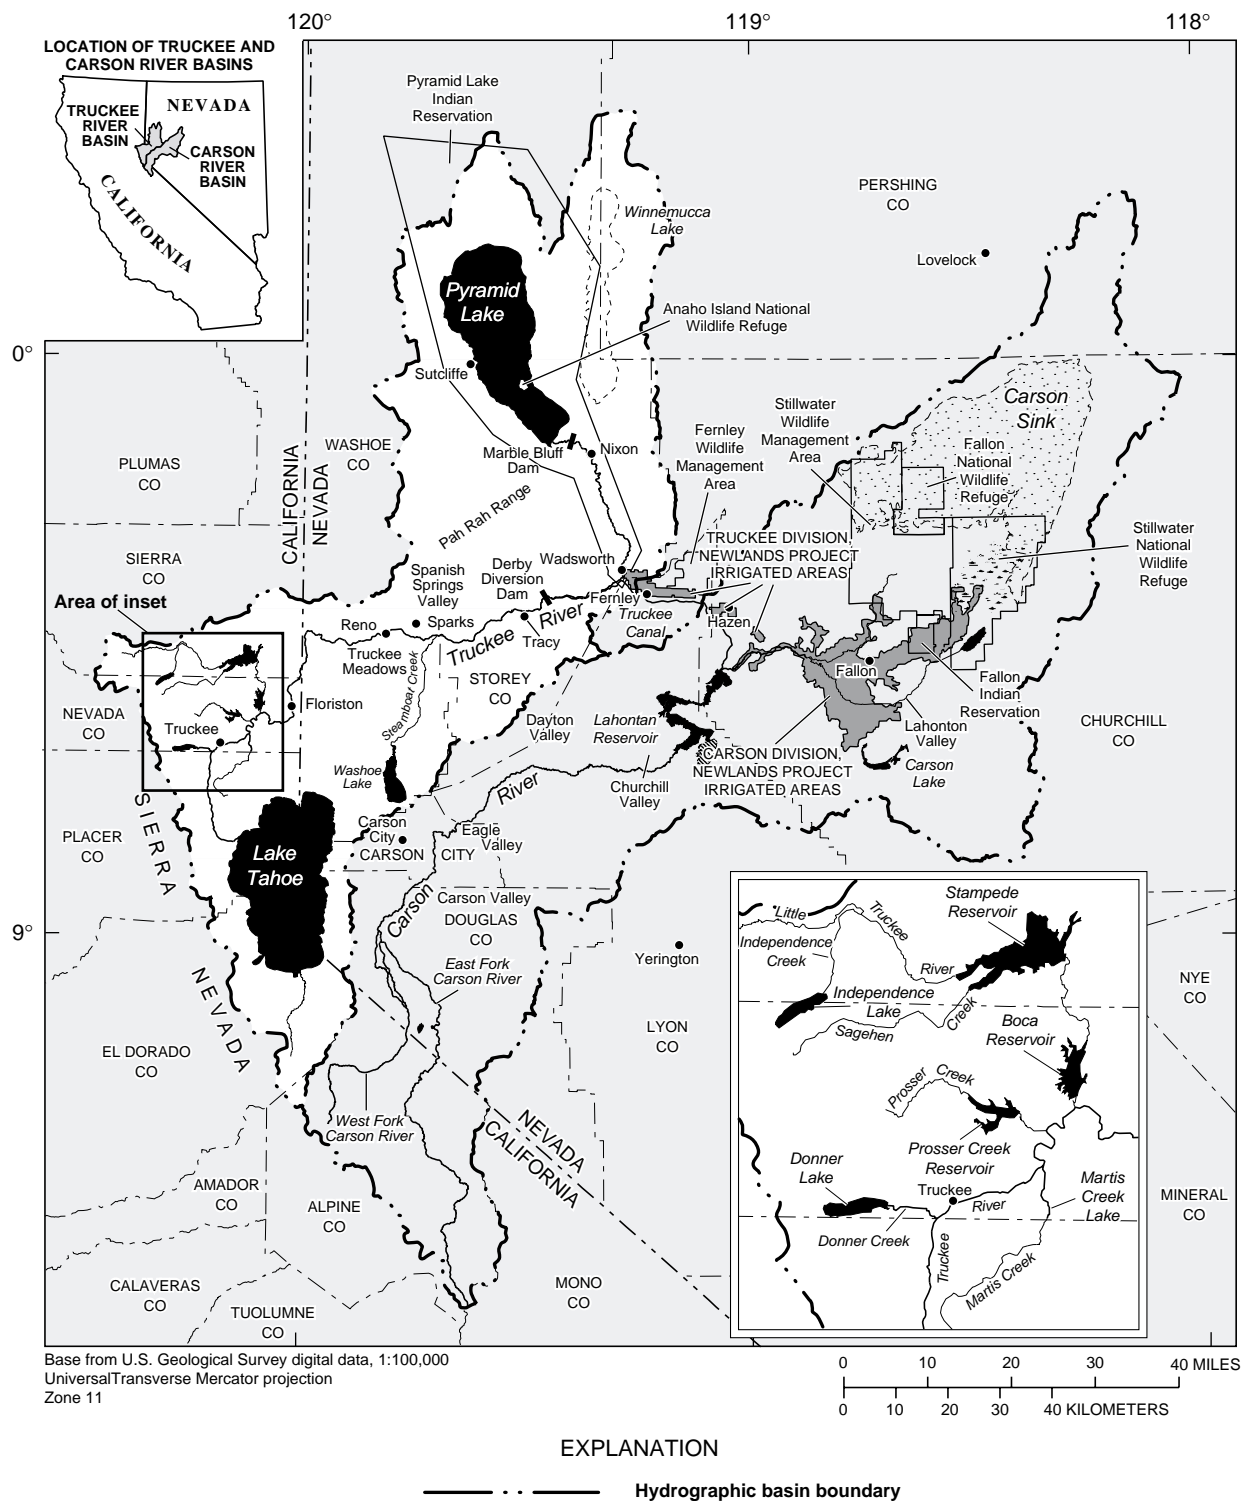 120°
119°
118°
LOCATION OF TRUCKEE AND
CARSON RIVER BASINS
NEVADA
TRUCKEE
RIVER
BASIN
CARSON
RIVER
BASIN
CALIFORNIA
Pyramid Lake
Indian
Reservation
Winnemucca
Lake
PERSHING
CO
Lovelock
Pyramid
Lake
Anaho Island National
Wildlife Refuge
0°
Sutcliffe
Carson
Sink
Stillwater
Wildlife
Management
Area
Fernley
Wildlife
Management
Area
Fallon
National
Wildlife
Refuge
WASHOE
CO
CALIFORNIA
NEVADA
PLUMAS
CO
Marble Bluff
Dam
Nixon
Pah Rah Range
Stillwater
National
Wildlife
Refuge
TRUCKEE DIVISION,
NEWLANDS PROJECT
IRRIGATED AREAS
SIERRA
CO
Wadsworth
Derby
Diversion
Dam
Spanish
Springs
Valley
Fernley
Truckee
Canal
Hazen
Area of inset
Reno
Sparks
Truckee River
Tracy
Truckee
Meadows
Steamboat Creek
STOREY
CO
Fallon
Fallon
Indian
Reservation
NEVADA
CO
Floriston
Truckee
Dayton
Valley
Lahontan
Reservoir
Lahonton
Valley
CHURCHILL
CO
CARSON DIVISION,
NEWLANDS PROJECT
IRRIGATED AREAS
Carson
Lake
Washoe
Lake
River
Churchill
Valley
SIERRA
PLACER
CO
Carson
City
CARSON CITY
Eagle
Valley
Lake
Tahoe
Carson
Carson Valley
DOUGLAS
CO
9°
Yerington
East Fork
Carson River
NEVADA
LYON
CO
NYE
CO
EL DORADO
CO
West Fork
Carson River
NEVADA
CALIFORNIA
AMADOR
CO
ALPINE
CO
MINERAL
CO
CALAVERAS
CO
TUOLUMNE
CO
MONO
CO
Stampede
Reservoir
Little Truckee River
Independence
Creek
Independence
Lake
Sagehen Creek
Boca
Reservoir
Prosser Creek
Prosser Creek
Reservoir
Donner
Lake
Truckee
River
Martis
Creek
Lake
Donner Creek
Truckee
Martis Creek
Base from U.S. Geological Survey digital data, 1:100,000
UniversalTransverse Mercator projection
Zone 11
0 10 20 30 40 MILES
0 10 20 30 40 KILOMETERS
EXPLANATION
Hydrographic basin boundary